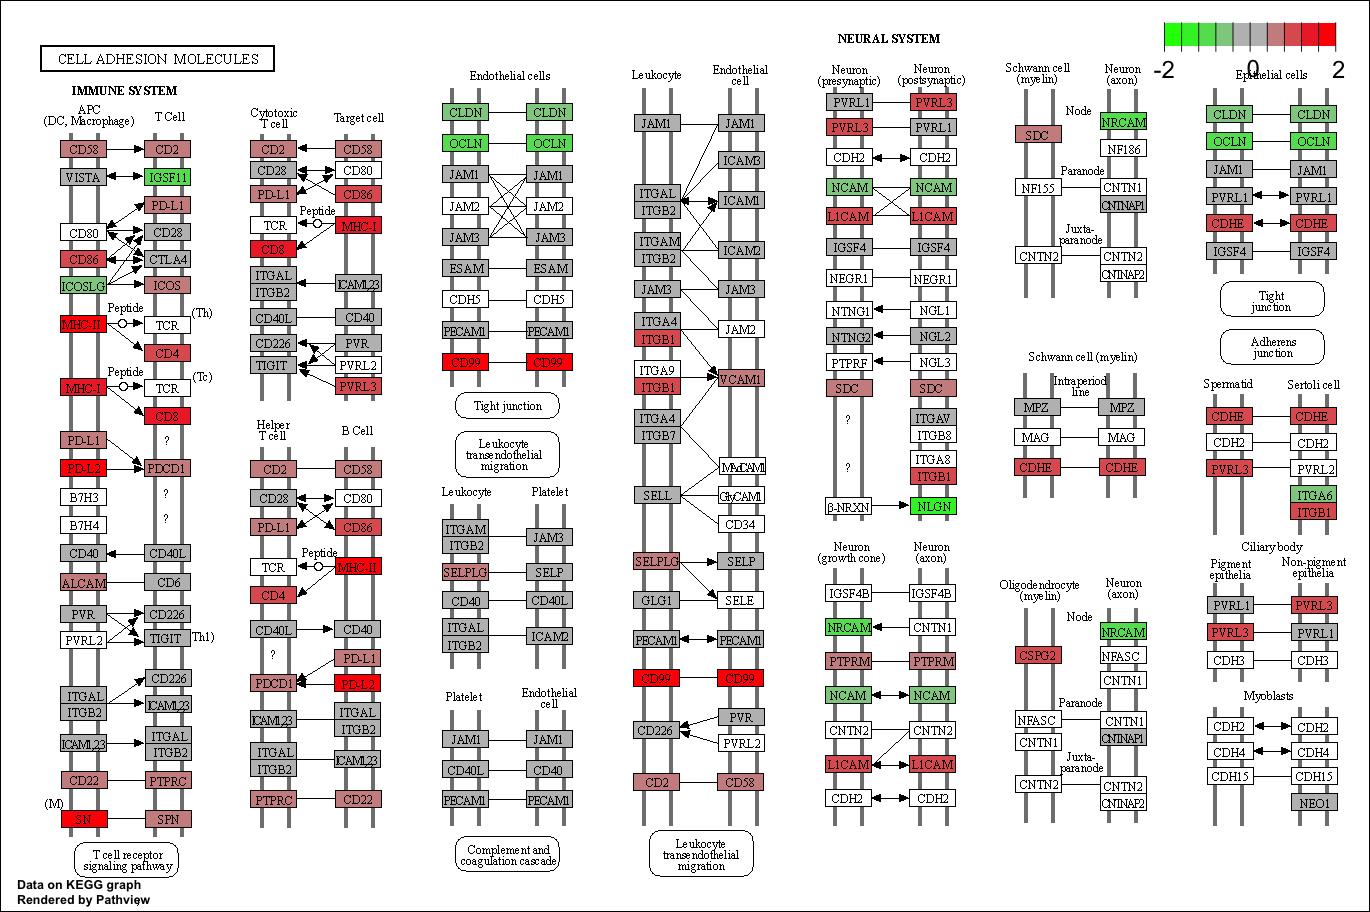 CELL ADHESION MOLECULES
IMMUNE SYSTEM
APC
(DC, Macrophage)
T Cell
CD58
CD2
VISTA
IGSF11
PD-L1
CD80
CD28
CD86
CTLA4
ICOSLG
ICOS
Peptide
(Th)
MHC-II
TCR
CD4
Peptide
(Tc)
MHC-I
TCR
CD8
PD-L1
?
PD-L2
PDCD1
B7H3
?
B7H4
?
CD40
CD40L
ALCAM
CD6
PVR
CD226
PVRL2
TIGIT
Th1)
CD226
ITGAL
ITGB2
ICAM1,2,3
ICAM1,2,3
ITGAL
ITGB2
CD22
PTPRC
(M)
SN
SPN
T cell receptor
signaling pathway
Data on KEGG graph
Rendered by Pathview
Cytotoxic
T cell
Target cell
CD2
CD58
CD28
CD80
PD-L1
CD86
Peptide
TCR
MHC-I
CD8
ITGAL
ITGB2
ICAM1,2,3
CD40L
CD40
CD226
PVR
TIGIT
PVRL2
PVRL3
Helper
T cell
B Cell
CD2
CD58
CD28
CD80
PD-L1
CD86
Peptide
TCR
MHC-II
CD4
CD40L
CD40
?
PD-L1
PDCD1
PD-L2
ICAM1,2,3
ITGAL
ITGB2
ITGAL
ITGB2
ICAM1,2,3
PTPRC
CD22
Endothelial cells
CLDN
CLDN
OCLN
OCLN
JAM1
JAM1
JAM2
JAM2
JAM3
JAM3
ESAM
ESAM
CDH5
CDH5
PECAM1
PECAM1
CD99
CD99
Tight junction
Leukocyte
transendothelial
migration
Leukocyte
Platelet
ITGAM
ITGB2
JAM3
SELPLG
SELP
CD40
CD40L
ITGAL
ITGB2
ICAM2
Platelet
Endothelial
cell
JAM1
JAM1
CD40L
CD40
PECAM1
PECAM1
Complement and
coagulation cascade
Leukocyte
Endothelial
cell
JAM1
JAM1
ICAM3
ITGAL
ITGB2
ICAM1
ITGAM
ITGB2
ICAM2
JAM3
JAM3
ITGA4
ITGB1
JAM2
ITGA9
ITGB1
VCAM1
ITGA4
ITGB7
MAdCAM1
SELL
GlyCAM1
CD34
SELPLG
SELP
GLG1
SELE
PECAM1
PECAM1
CD99
CD99
CD226
PVR
PVRL2
CD2
CD58
Leukocyte
transendothelial
migration
NEURAL SYSTEM
Neuron
(presynaptic)
Neuron
(postsynaptic)
PVRL1
PVRL3
PVRL3
PVRL1
CDH2
CDH2
NCAM
NCAM
L1CAM
L1CAM
IGSF4
IGSF4
NEGR1
NEGR1
NTNG1
NGL1
NTNG2
NGL2
PTPRF
NGL3
SDC
SDC
?
ITGAV
ITGB8
?
ITGA8
ITGB1
β-NRXN
NLGN
Neuron
(growth cone)
Neuron
(axon)
IGSF4B
IGSF4B
NRCAM
CNTN1
PTPRM
PTPRM
NCAM
NCAM
CNTN2
CNTN2
L1CAM
L1CAM
CDH2
CDH2
Schwann cell
(myelin)
Neuron
(axon)
Node
NRCAM
SDC
NF186
Paranode
NF155
CNTN1
CNTNAP1
Juxta-
paranode
CNTN2
CNTN2
CNTNAP2
Schwann cell (myelin)
Intraperiod
line
MPZ
MPZ
MAG
MAG
CDHE
CDHE
Oligodendrocyte
(myelin)
Neuron
(axon)
Node
NRCAM
CSPG2
NFASC
CNTN1
Paranode
NFASC
CNTN1
CNTN1
CNTNAP1
Juxta-
paranode
CNTN2
CNTN2
CNTNAP2
-2
0
2
Epithelial cells
CLDN
CLDN
OCLN
OCLN
JAM1
JAM1
PVRL1
PVRL1
CDHE
CDHE
IGSF4
IGSF4
Tight
junction
Adherens
junction
Spermatid
Sertoli cell
CDHE
CDHE
CDH2
CDH2
PVRL3
PVRL2
ITGA6
ITGB1
Ciliary body
Pigment
epithelia
Non-pigment
epithelia
PVRL1
PVRL3
PVRL3
PVRL1
CDH3
CDH3
Myoblasts
CDH2
CDH2
CDH4
CDH4
CDH15
CDH15
NEO1